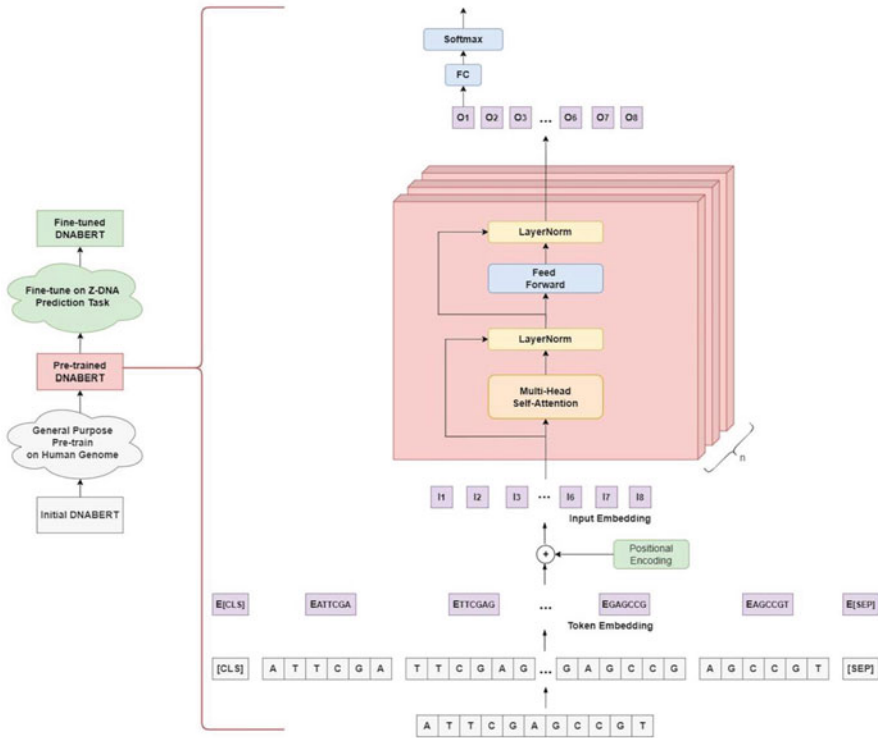 Softmax
FC
O1 O2 O3 ... O6 O7 O8
LayerNorm
Feed
Forward
LayerNorm
Multi-Head
Self-Attention
n
I1 I2 I3 ... I6 I7 I8
Input Embedding
+
Positional
Encoding
E[CLS] EATTCGA ETTCGAG ... EGAGCCG EAGCCGT E[SEP]
Token Embedding
[CLS] A T T C G A T T C G A G ... G A G C C G A G C C G T [SEP]
A T T C G A G C C G T
Fine-tuned
DNABERT
Fine-tune on Z-DNA
Prediction Task
Pre-trained
DNABERT
General Purpose
Pre-train
on Human Genome
Initial DNABERT